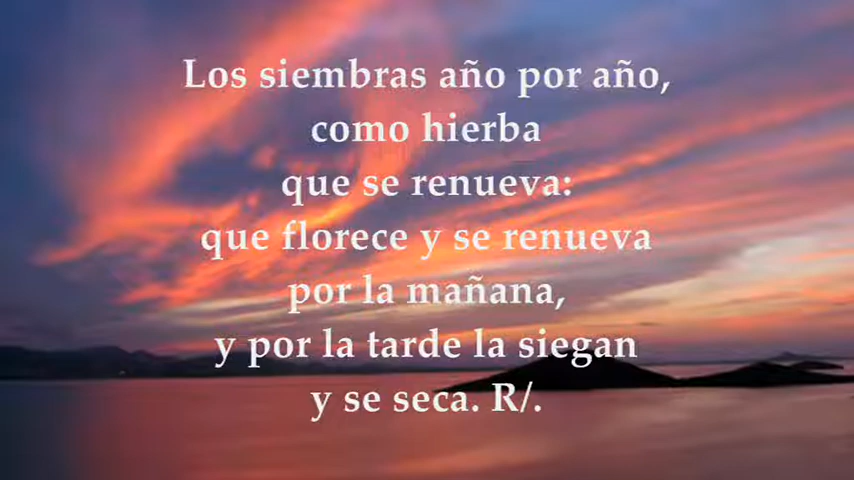 Los siembras año por año,
como hierba
que se renueva:
que florece y se renueva
por la mañana,
y por la tarde la siegan
y se seca. R/.